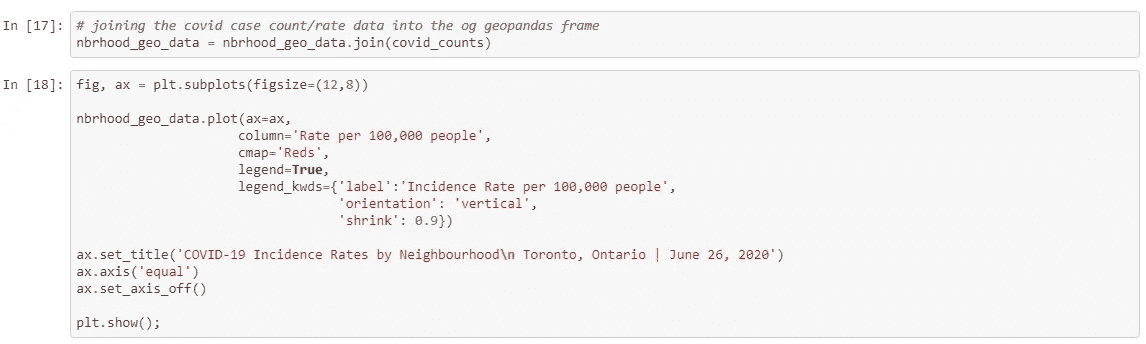 In [17]: # joining the covid case count/rate data into the og geopandas frame
nbrhood_geo_data = nbrhood_geo_data.join(covid_counts)
In [18]: fig, ax = plt.subplots(figsize=(12,8))
nbrhood_geo_data.plot(ax=ax,
column='Rate per 100,000 people',
cmap='Reds',
legend=True,
legend_kwds={'label':'Incidence Rate per 100,000 people',
'orientation': 'vertical',
'shrink': 0.9})
ax.set_title('COVID-19 Incidence Rates by Neighbourhood\n Toronto, Ontario | June 26, 2020')
ax.axis('equal')
ax.set_axis_off()
plt.show();